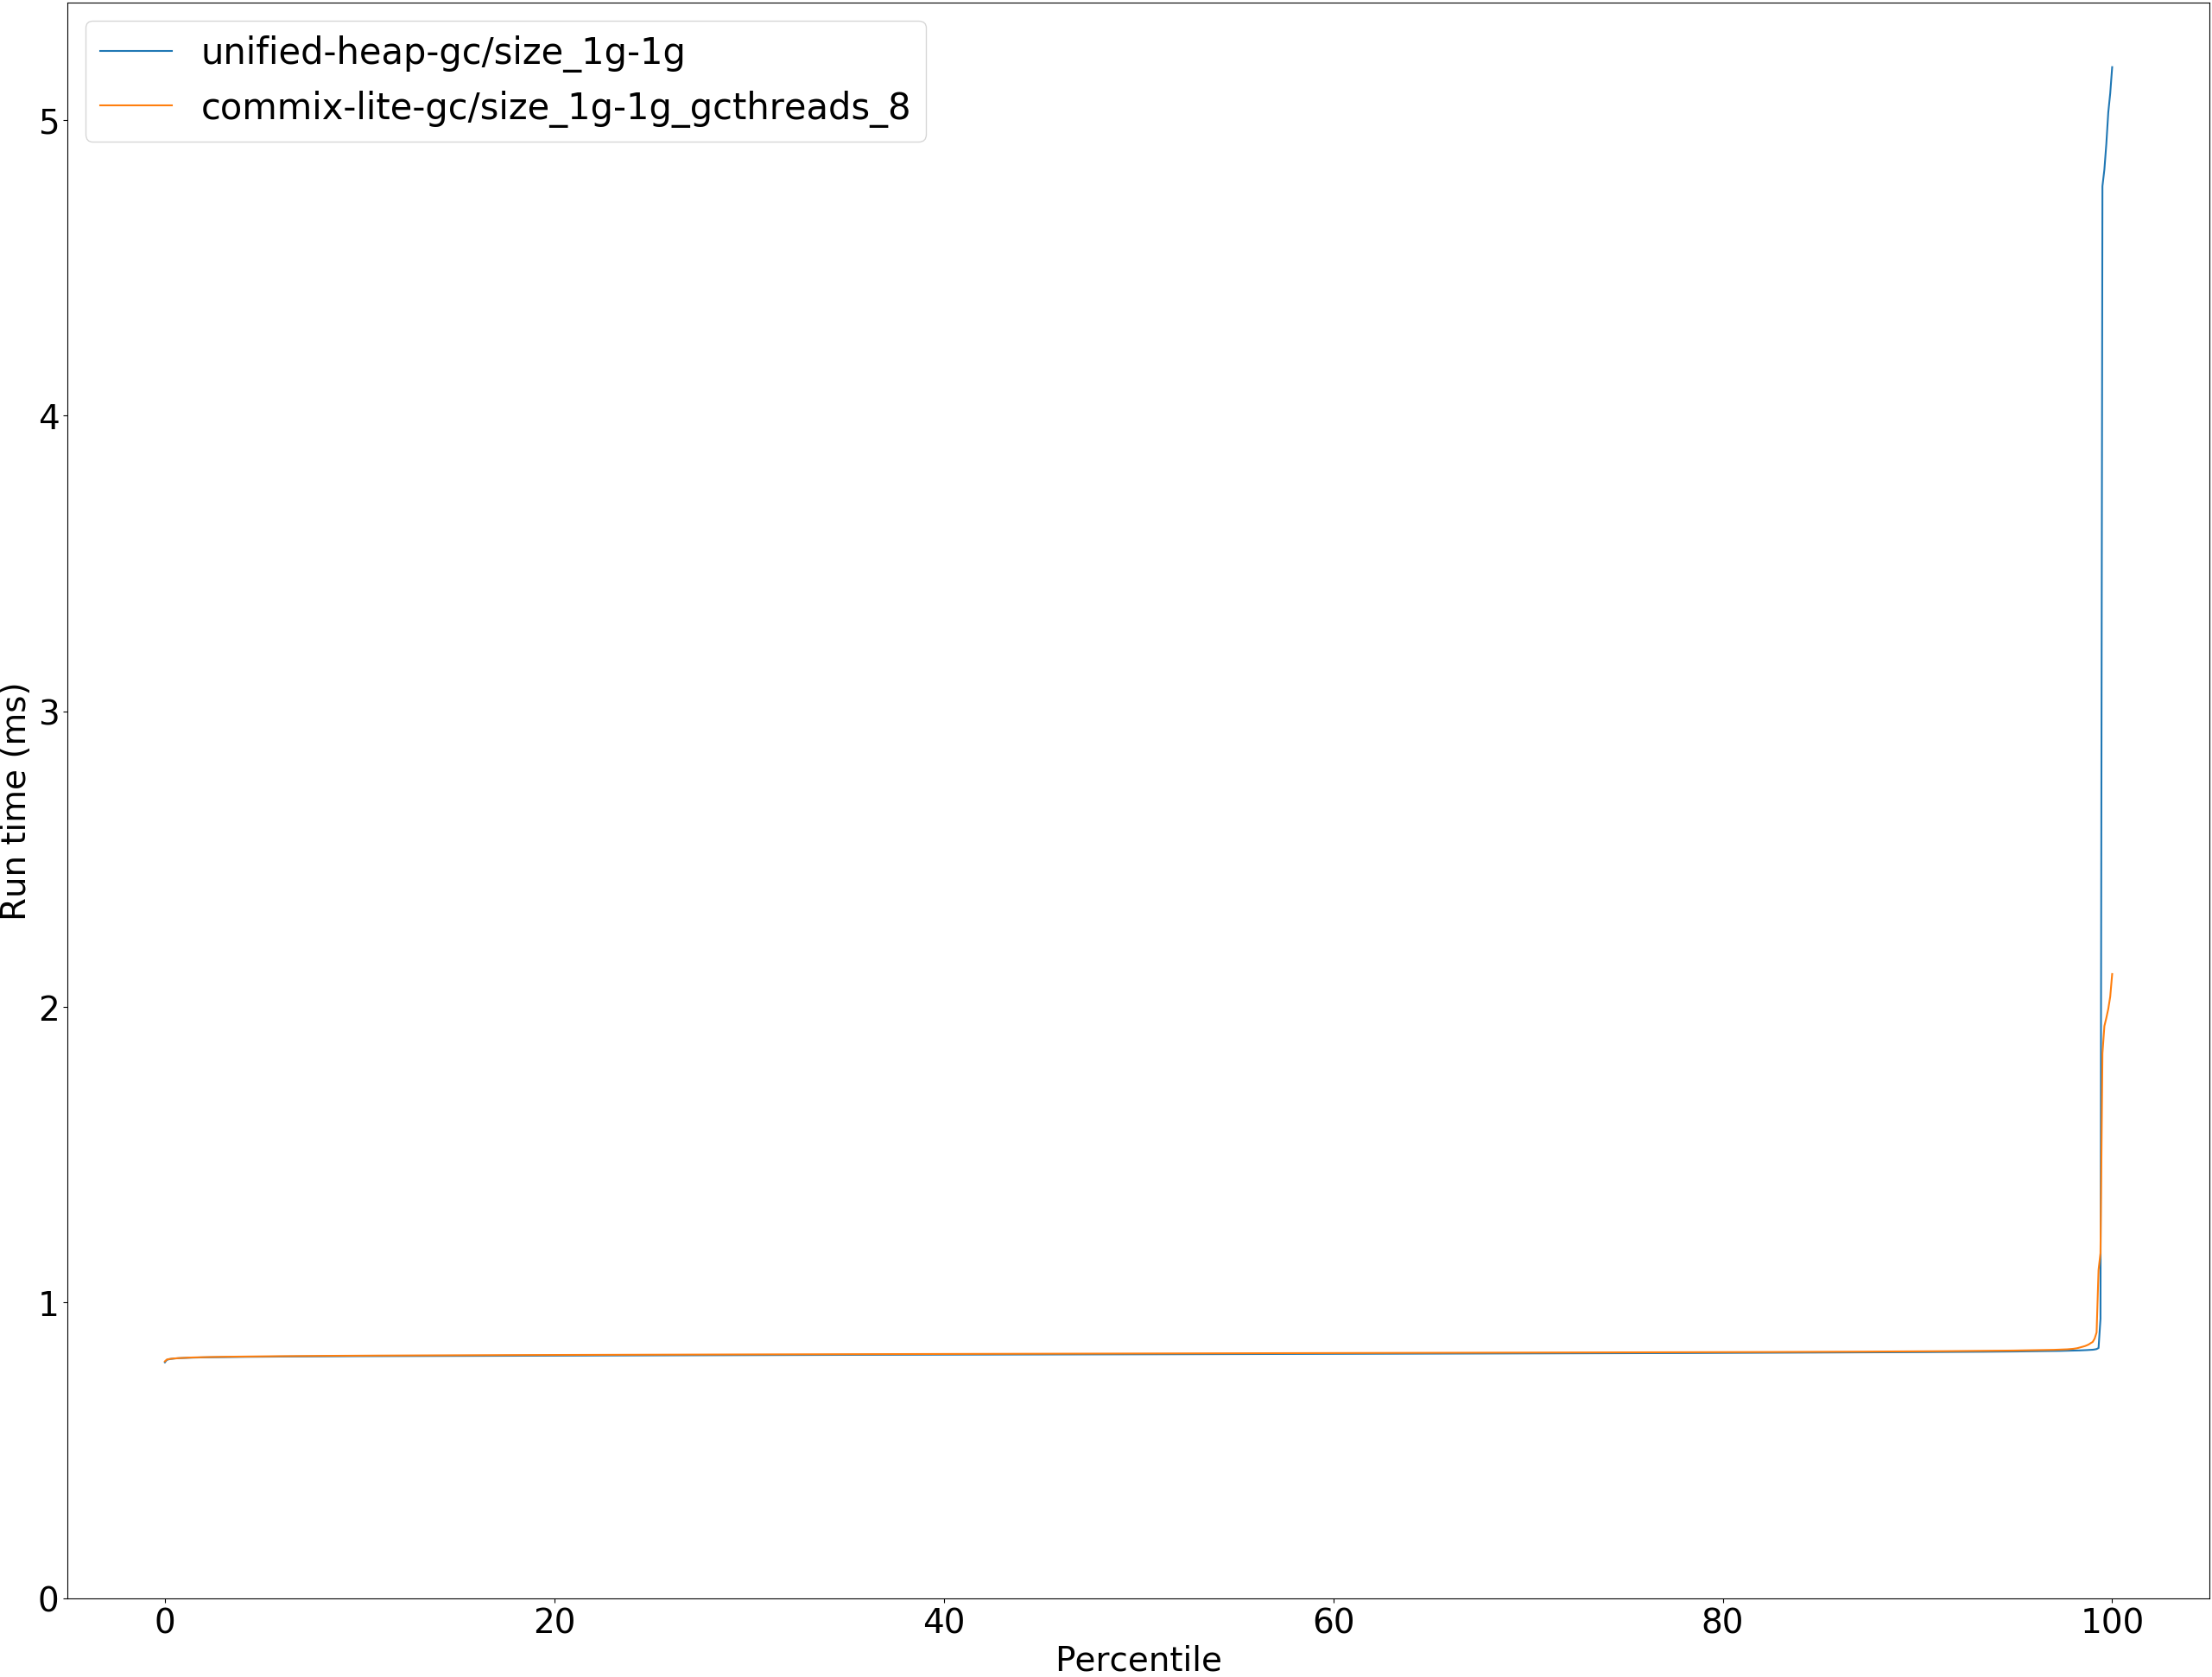 unified-heap-gc/size_1g-1g
commix-lite-gc/size_1g-1g_gcthreads_8
5
4
3
2
1
0
Run time (ms)
0 20 40 60 80 100
Percentile